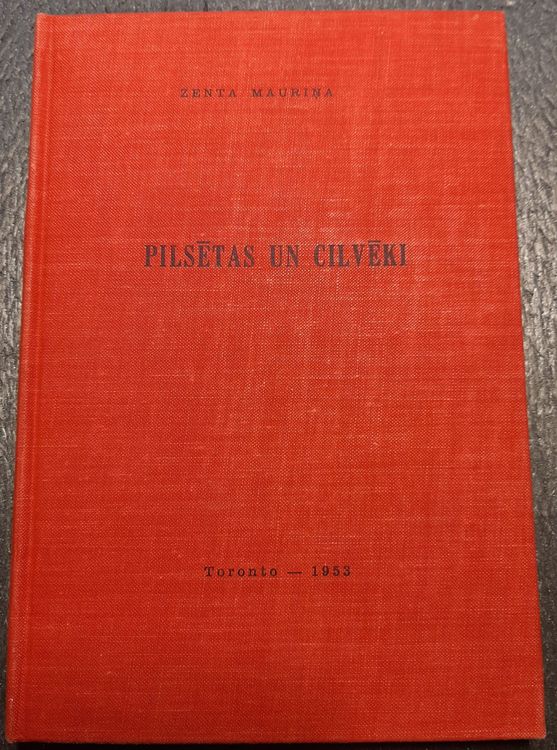 ZENTA MAURIŅA
PILSĒTAS UN CILVĒKI
Toronto — 1953